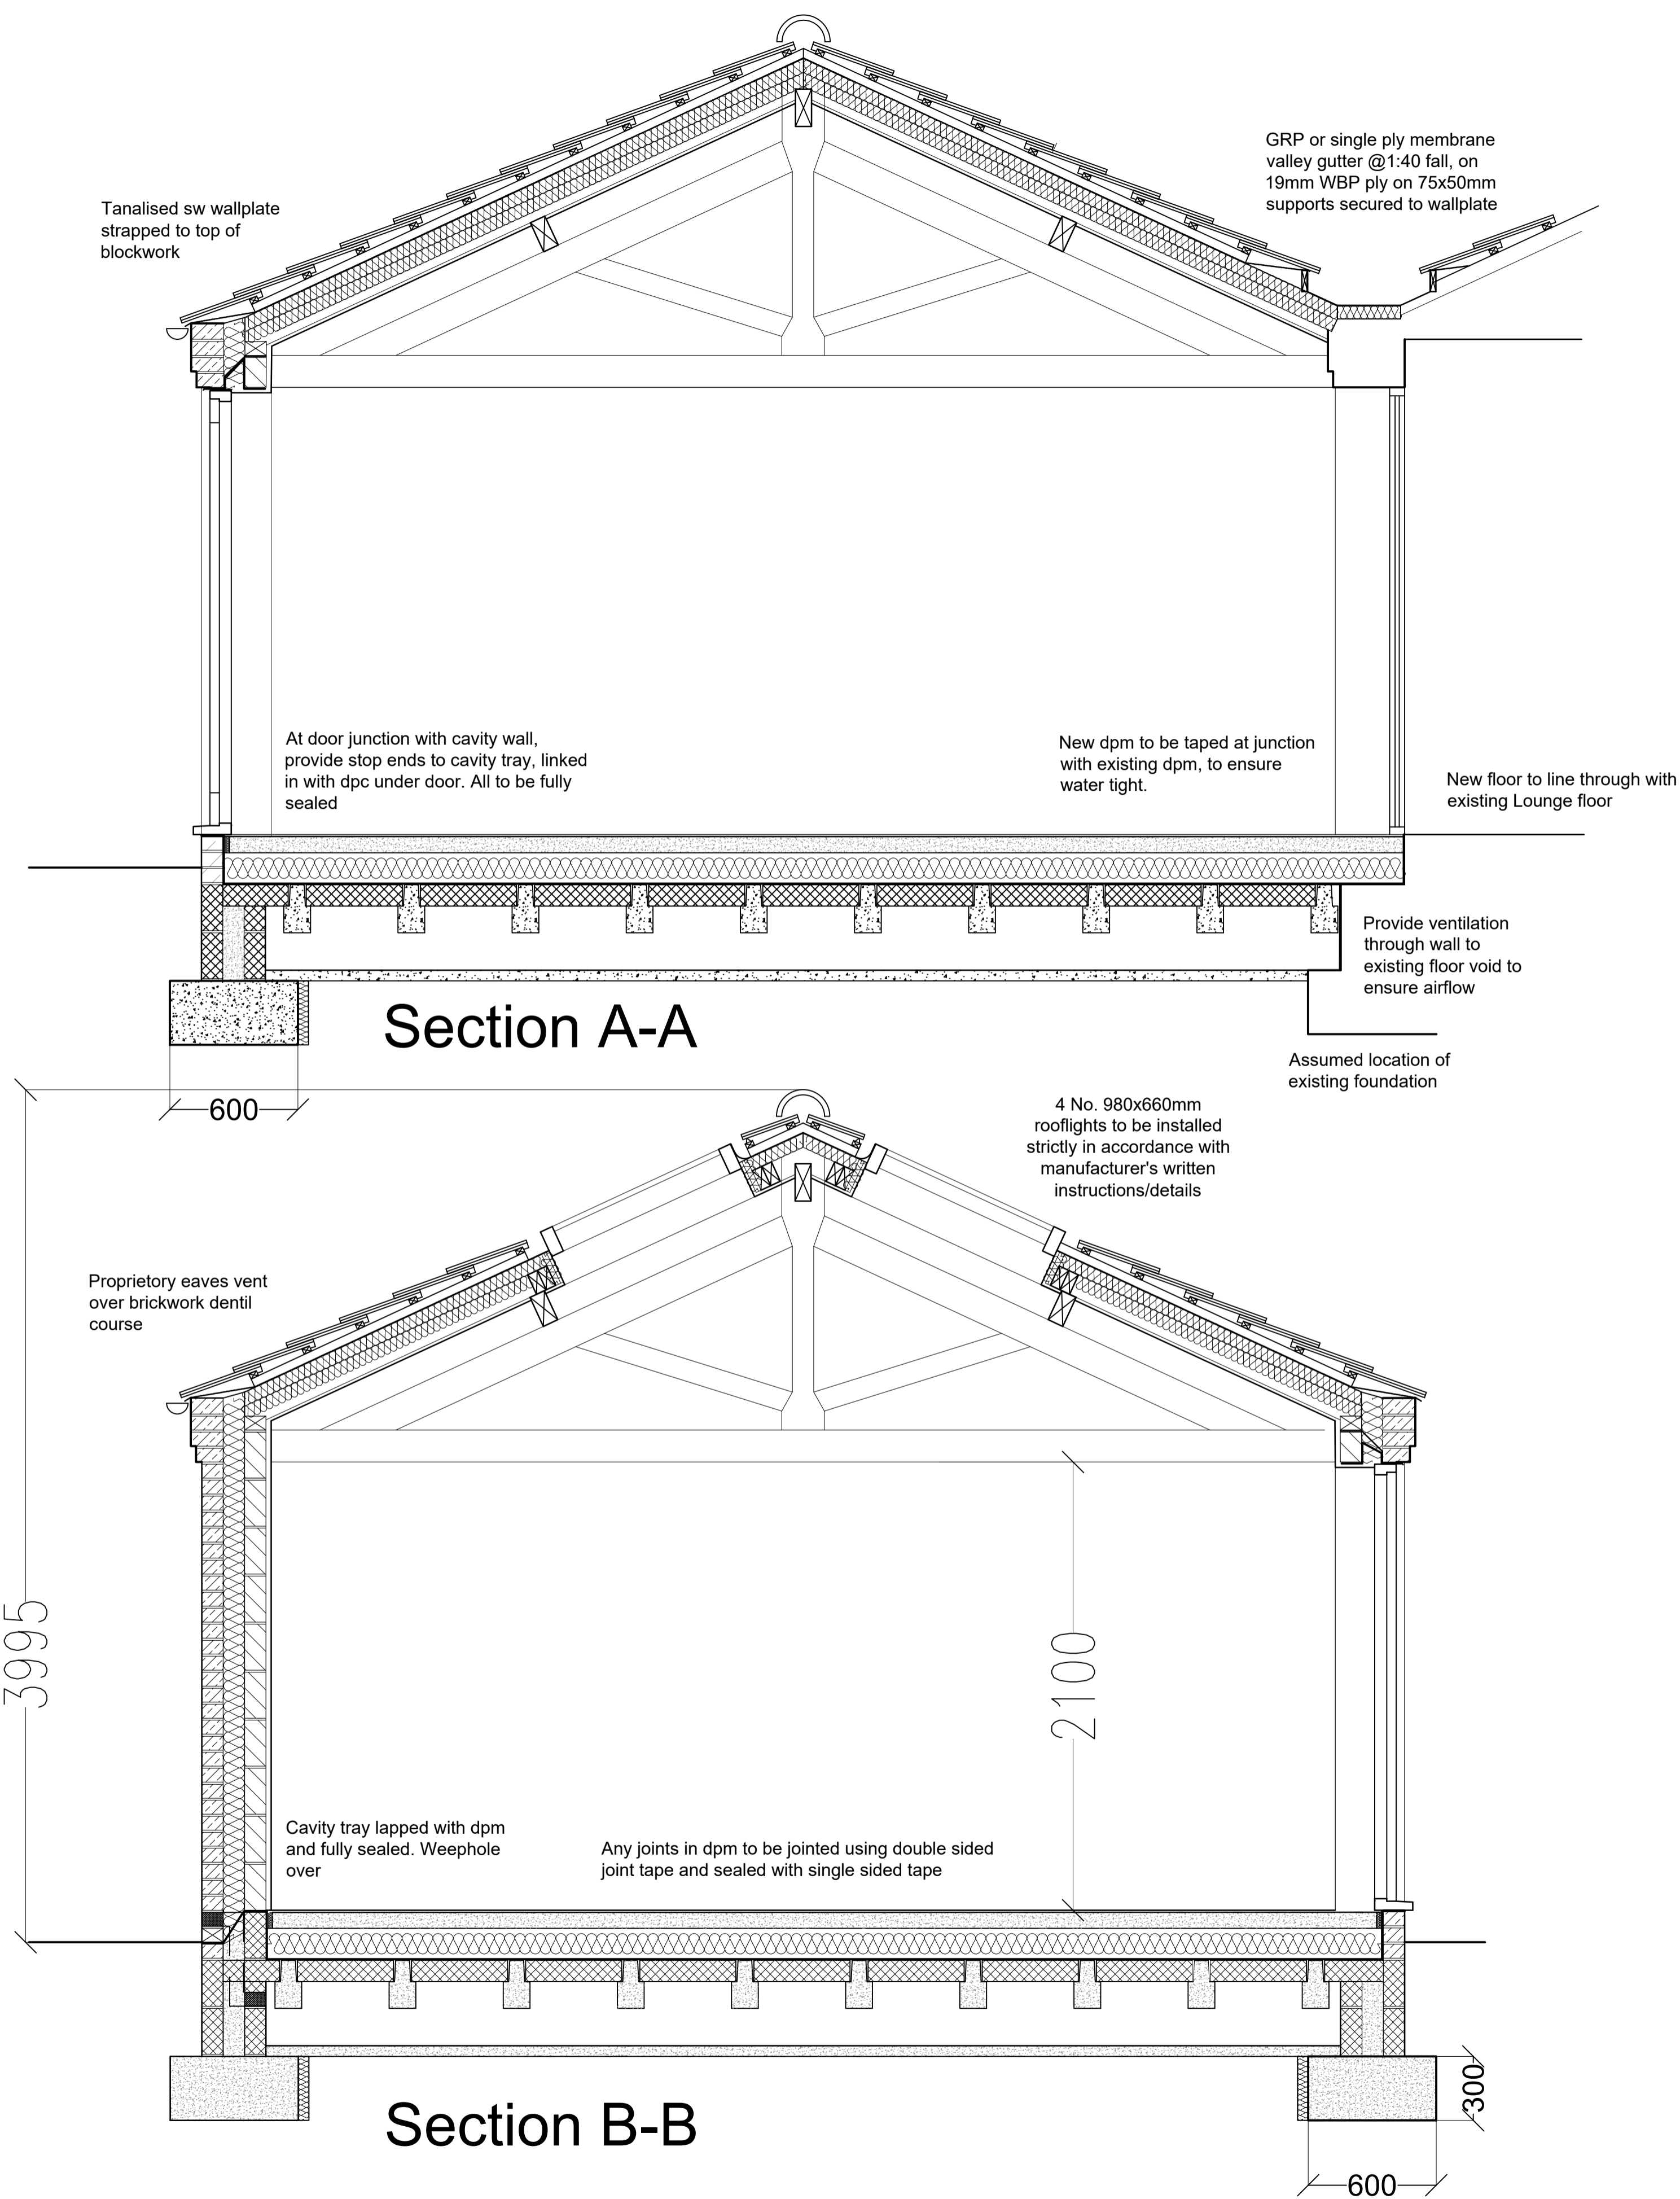 GRP or single ply membrane
valley gutter @1:40 fall, on
19mm WBP ply on 75x50mm
supports secured to wallplate
Tanalised sw wallplate
strapped to top of
blockwork
At door junction with cavity wall,
provide stop ends to cavity tray, linked
in with dpc under door. All to be fully
sealed
New dpm to be taped at junction
with existing dpm, to ensure
water tight.
New floor to line through with
existing Lounge floor
Provide ventilation
through wall to
existing floor void to
ensure airflow
Section A-A
Assumed location of
existing foundation
600
4 No. 980x660mm
rooflights to be installed
strictly in accordance with
manufacturer's written
instructions/details
Proprietory eaves vent
over brickwork dentil
course
3995
2100
Cavity tray lapped with dpm
and fully sealed. Weephole
over
Any joints in dpm to be jointed using double sided
joint tape and sealed with single sided tape
Section B-B
300
600